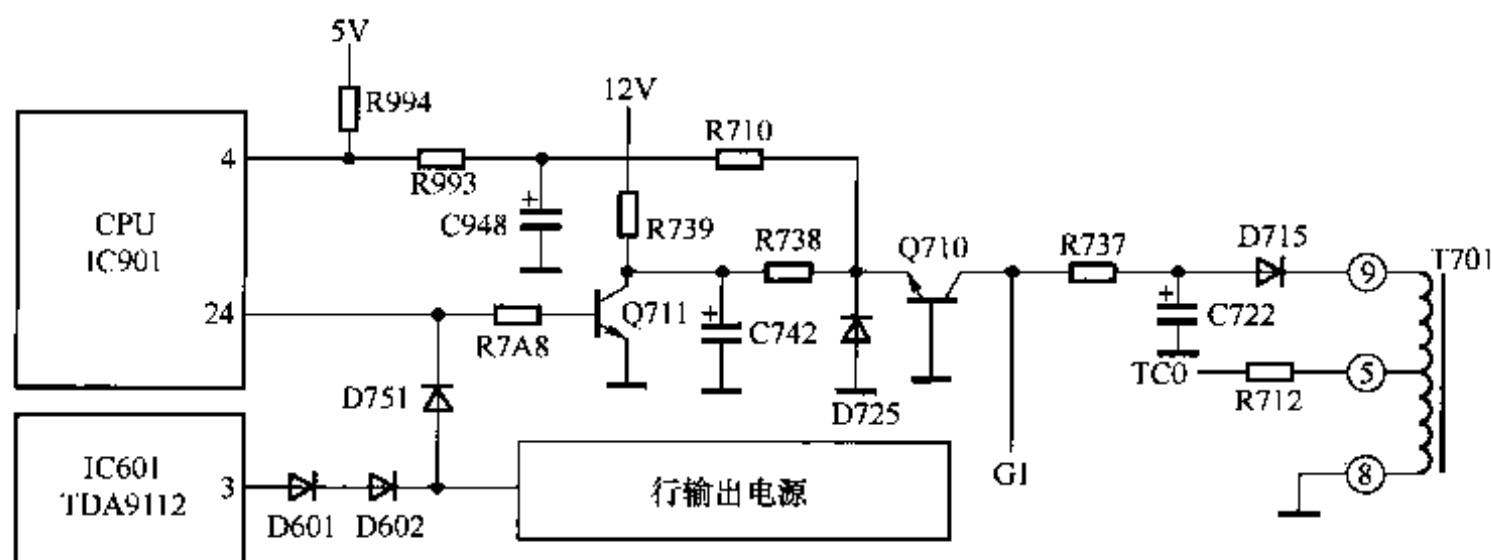 5V
R994
12V
R710
4
R993
C948
R739
CPU
IC901
R738
Q710
R737
D715
9
T701
24
R7A8
Q711
C742
C722
TC0
R712
5
D751
D725
IC601
TDA9112
3
D601
D602
行输出电源
G1
8